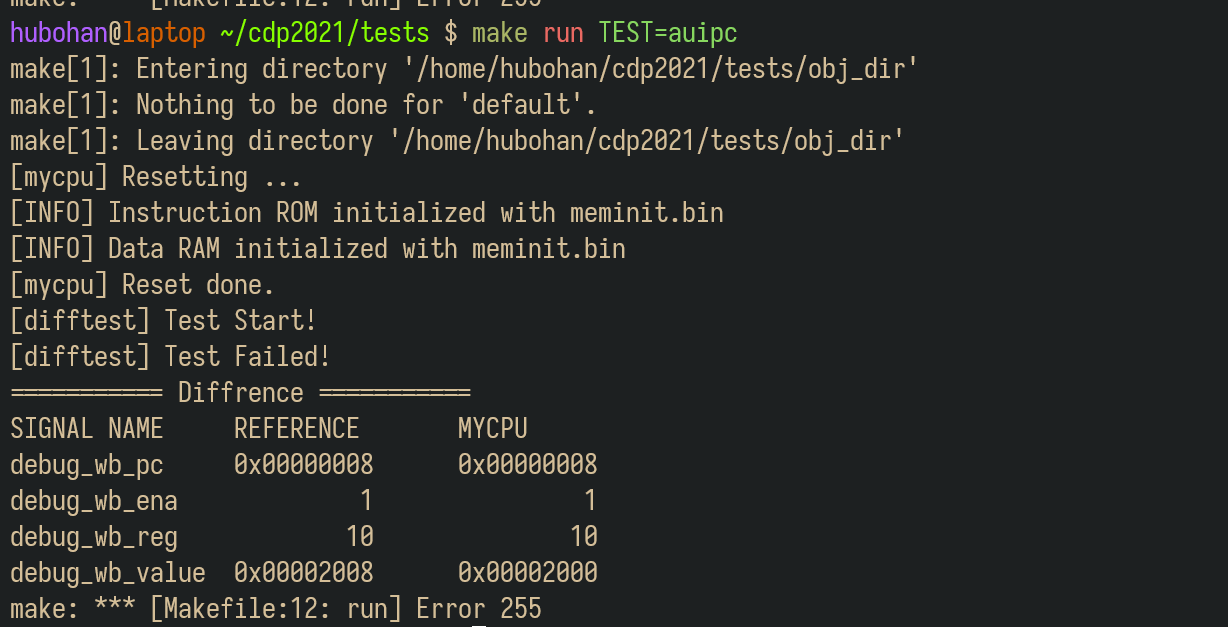 make: *** [Makefile:12: run] Error 255
hubohan@laptop ~/cdp2021/tests $ make run TEST=auipc
make[1]: Entering directory '/home/hubohan/cdp2021/tests/obj_dir'
make[1]: Nothing to be done for 'default'.
make[1]: Leaving directory '/home/hubohan/cdp2021/tests/obj_dir'
[mycpu] Resetting ...
[INFO] Instruction ROM initialized with meminit.bin
[INFO] Data RAM initialized with meminit.bin
[mycpu] Reset done.
[difftest] Test Start!
[difftest] Test Failed!
=========== Diffrence ===========
SIGNAL NAME     REFERENCE       MYCPU
debug_wb_pc     0x00000008      0x00000008
debug_wb_ena             1               1
debug_wb_reg            10              10
debug_wb_value  0x00002008      0x00002000
make: *** [Makefile:12: run] Error 255